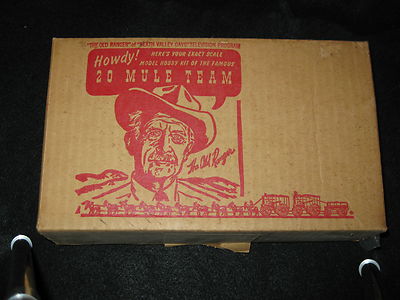 "THE OLD RANGER" of "DEATH VALLEY DAYS" TELEVISION PROGRAM
Howdy!
HERE'S YOUR EXACT SCALE
MODEL HOBBY KIT OF THE FAMOUS
20 MULE TEAM
The Old Ranger